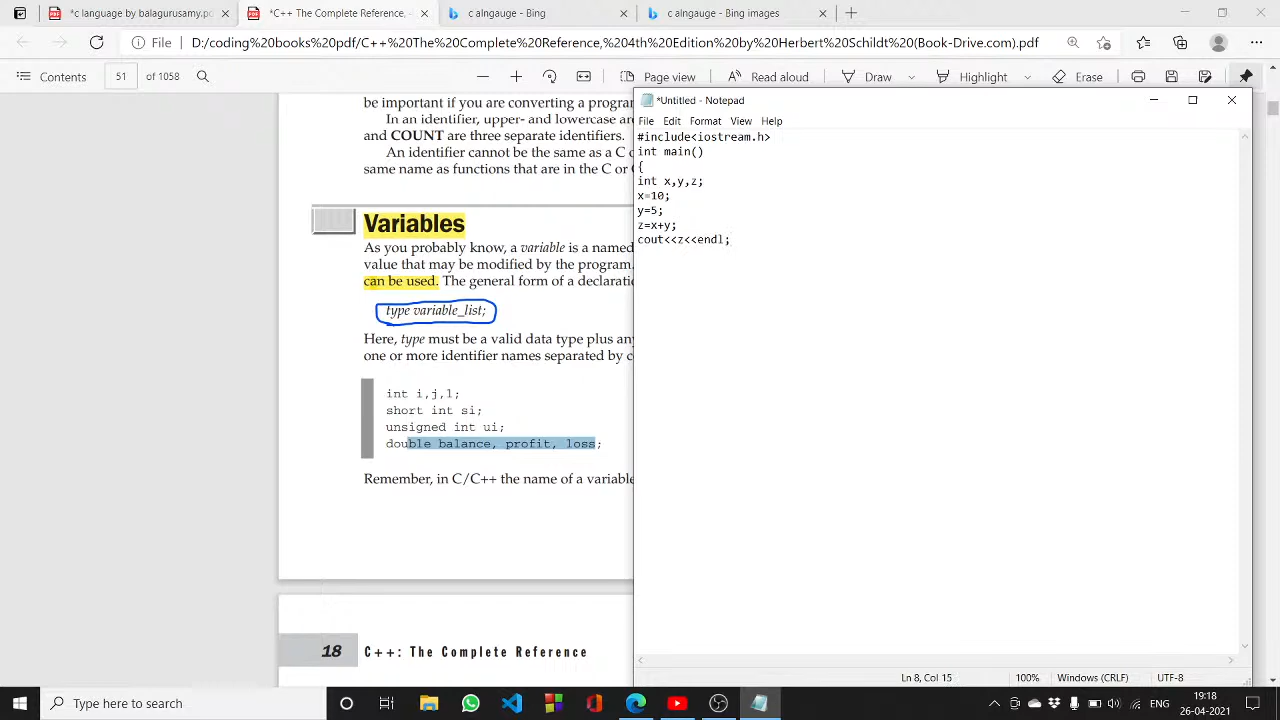 *c language by balagurusamy.pd
*C++ The Complete Reference,
c alngauge - Bing
c alngauge - Bing images
File
D:/coding%20books%20pdf/C++%20The%20Complete%20Reference,%204th%20Edition%20by%20Herbert%20Schildt%20(Book-Drive.com).pdf
Contents
51
of 1058
Page view
Read aloud
Draw
Highlight
Erase
be important if you are converting a program
In an identifier, upper- and lowercase are
and COUNT are three separate identifiers.
An identifier cannot be the same as a C o
same name as functions that are in the C or
Variables
As you probably know, a variable is a named
value that may be modified by the program.
can be used. The general form of a declaratio
type variable_list;
Here, type must be a valid data type plus any
one or more identifier names separated by c
int i,j,l;
short int si;
unsigned int ui;
double balance, profit, loss;
Remember, in C/C++ the name of a variable
18
C++: The Complete Reference
*Untitled - Notepad
File Edit Format View Help
#include<iostream.h>
int main()
{
int x,y,z;
x=10;
y=5;
z=x+y;
cout<<z<<endl;
Ln 8, Col 15
100%
Windows (CRLF)
UTF-8
Type here to search
ENG
19:18
26-04-2021